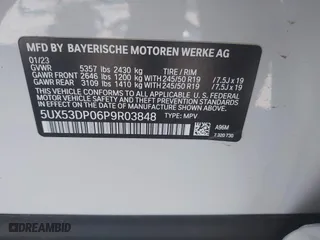 MFD BY BAYERISCHE MOTOREN WERKE AG
01/23
GVWR 5357 lbs 2430 kg TIRE / RIM
GAWR FRONT 2646 lbs 1200 kg WITH 245/50 R19 /7.5J x 19
GAWR REAR 3109 lbs 1410 kg WITH 245/50 R19 /7.5J x 19
THIS VEHICLE CONFORMS TO ALL APPLICABLE U.S. FEDERAL MOTOR
VEHICLE SAFETY, BUMPER, AND THEFT PREVENTION STANDARDS IN
EFFECT ON THE DATE OF MANUFACTURE SHOWN ABOVE.
5UX53DP06P9R03848 TYPE: MPV
A96M
DREAMBID